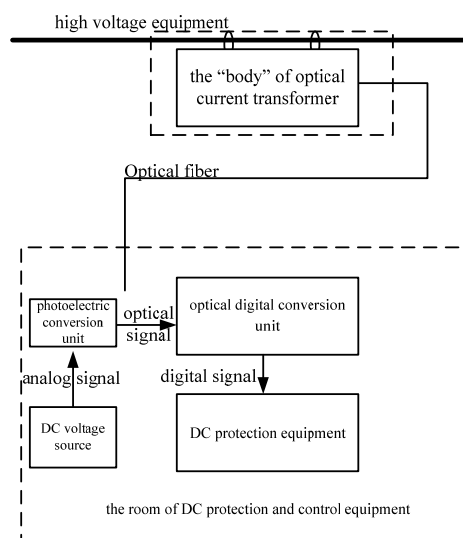 high voltage equipment
the “body” of optical
current transformer
Optical fiber
photoelectric
conversion
unit
optical
signal
optical digital conversion
unit
analog signal
digital signal
DC voltage
source
DC protection equipment
the room of DC protection and control equipment